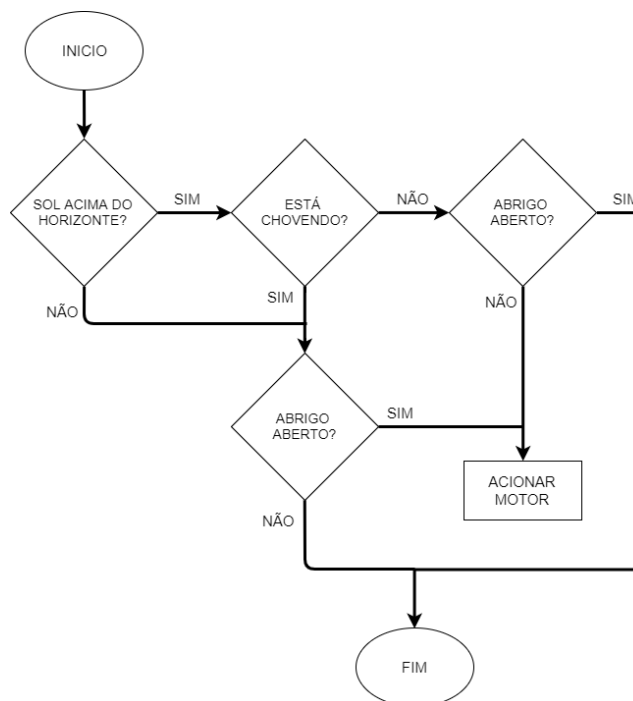 INICIO
SOL ACIMA DO
HORIZONTE?
SIM
ESTÁ
CHOVENDO?
NÃO
ABRIGO
ABERTO?
SIM
NÃO
SIM
NÃO
ABRIGO
ABERTO?
SIM
ACIONAR
MOTOR
NÃO
FIM